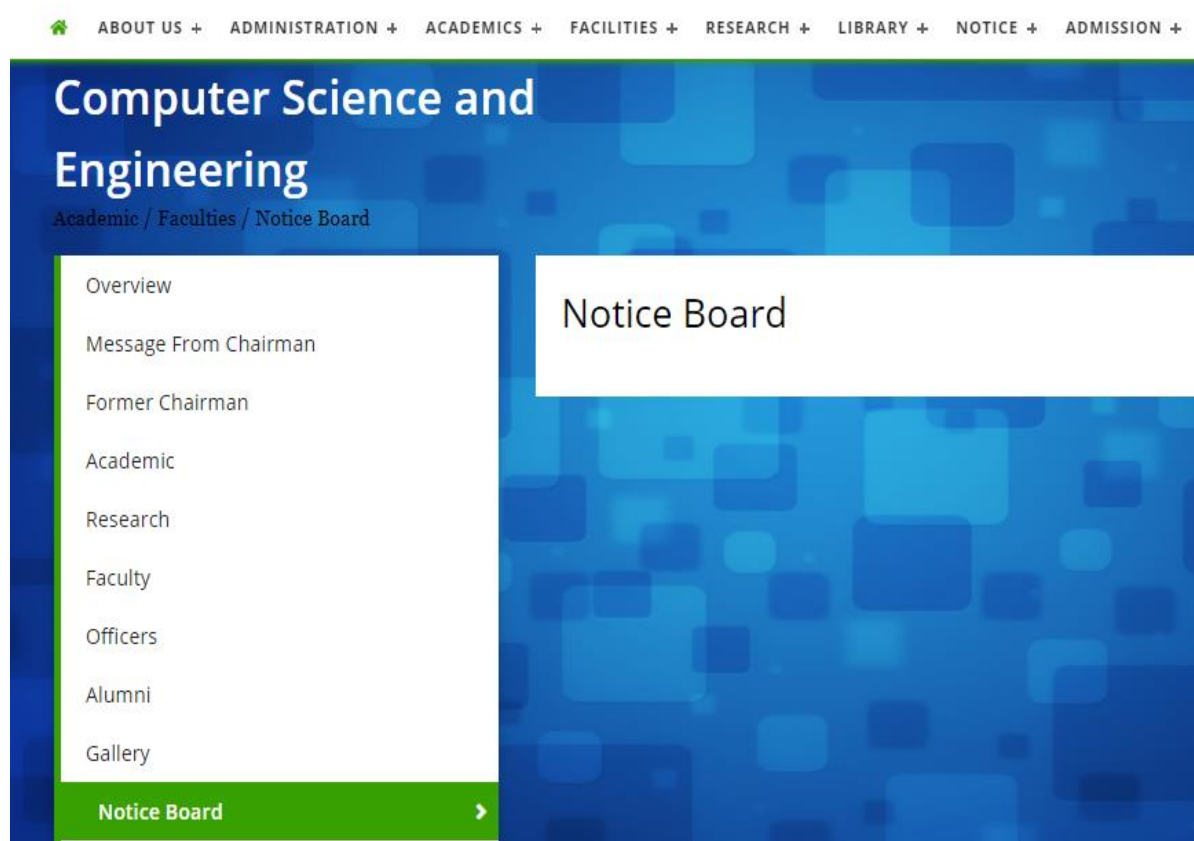 ABOUT US + ADMINISTRATION + ACADEMICS + FACILITIES + RESEARCH + LIBRARY + NOTICE + ADMISSION +
Computer Science and
Engineering
Academic / Faculties / Notice Board
Overview
Message From Chairman
Former Chairman
Academic
Research
Faculty
Officers
Alumni
Gallery
Notice Board
Notice Board